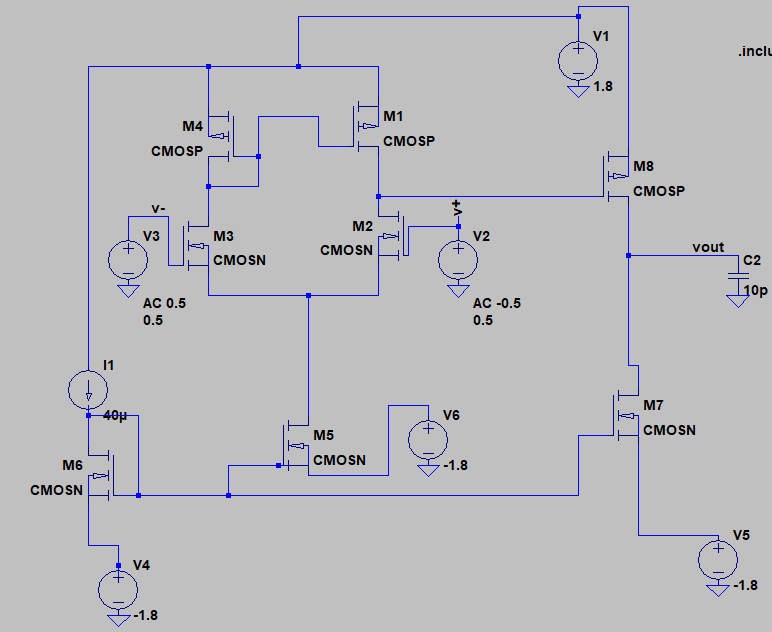 V1
.inclu
1.8
M4
M1
CMOSP
CMOSP
M8
CMOSP
v-
v+
V3
M3
M2
V2
vout
CMOSN
CMOSN
C2
AC 0.5
AC -0.5
10p
0.5
0.5
I1
40µ
M7
V6
CMOSN
M5
CMOSN
M6
-1.8
CMOSN
V5
V4
-1.8
-1.8